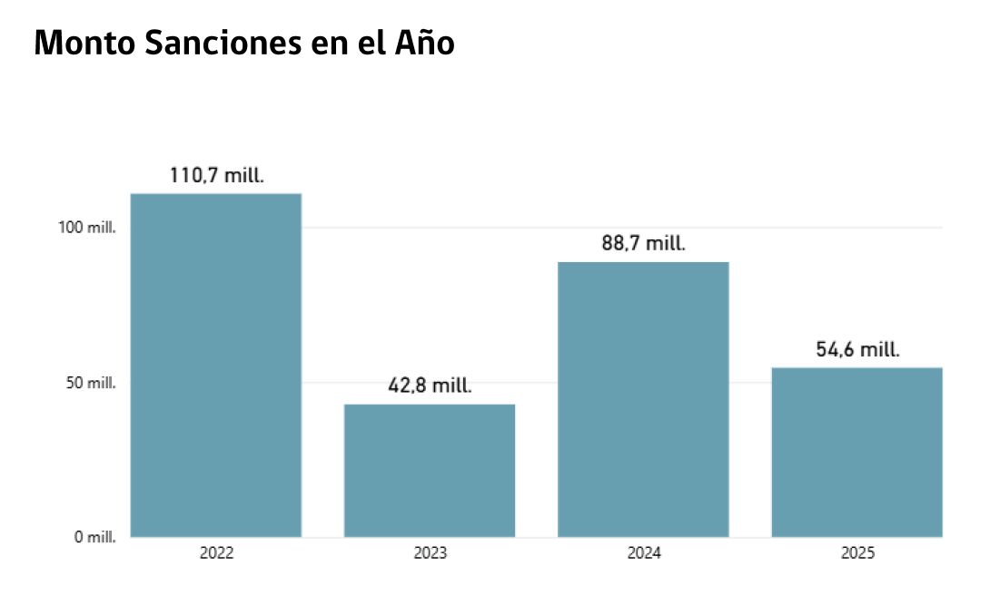 Monto Sanciones en el Año
110,7 mill.
100 mill.
88,7 mill.
54,6 mill.
50 mill.
42,8 mill.
0 mill.
2022
2023
2024
2025